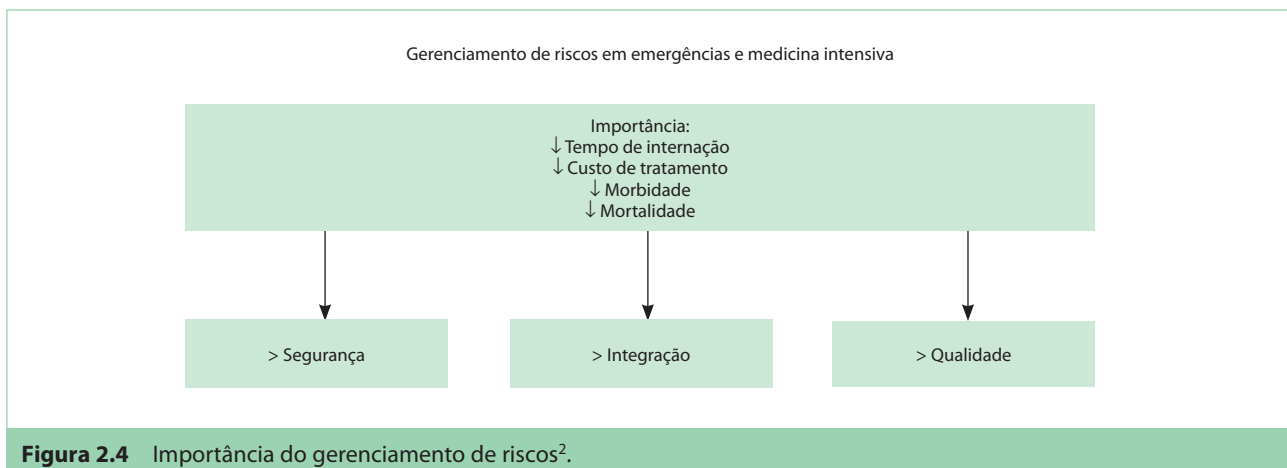 Gerenciamento de riscos em emergências e medicina intensiva
Importância:
↓ Tempo de internação
↓ Custo de tratamento
↓ Morbidade
↓ Mortalidade
> Segurança
> Integração
> Qualidade
Figura 2.4 Importância do gerenciamento de riscos².